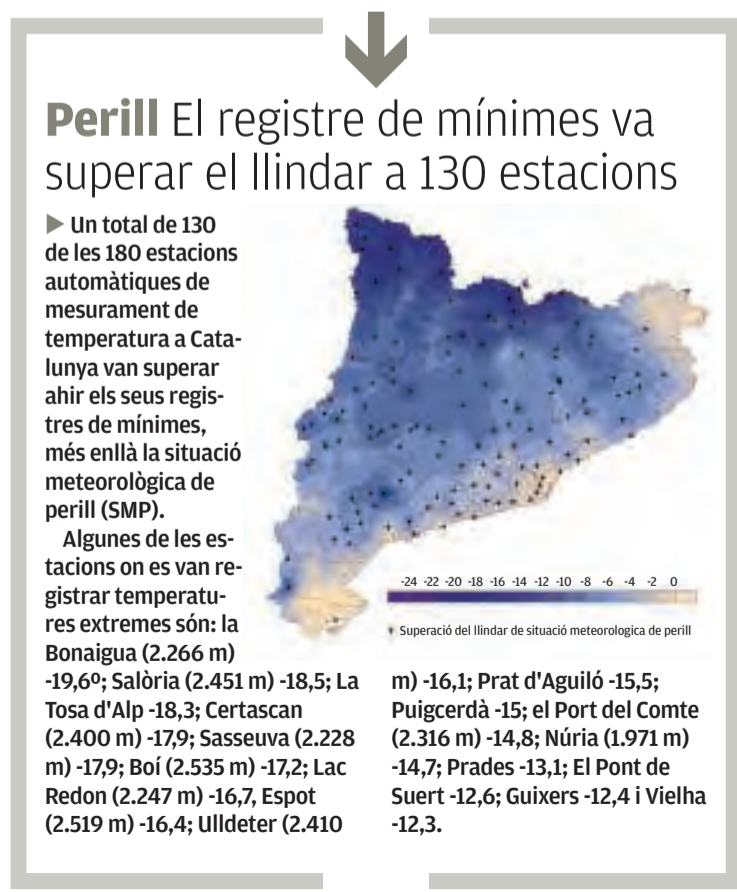 Perill El registre de mínimes va
superar el llindar a 130 estacions
▶ Un total de 130
de les 180 estacions
automàtiques de
mesurament de
temperatura a Cata-
lunya van superar
ahir els seus regis-
tres de mínimes,
més enllà la situació
meteorològica de
perill (SMP).
Algunes de les es-
tacions on es van re-
gistrar temperatu-
res extremes són: la
Bonaigua (2.266 m)
-19,6º; Salòria (2.451 m) -18,5; La
Tosa d'Alp -18,3; Certascan
(2.400 m) -17,9; Sasseuva (2.228
m) -17,9; Boí (2.535 m) -17,2; Lac
Redon (2.247 m) -16,7, Espot
(2.519 m) -16,4; Ulldeter (2.410
m) -16,1; Prat d'Aguiló -15,5;
Puigcerdà -15; el Port del Comte
(2.316 m) -14,8; Núria (1.971 m)
-14,7; Prades -13,1; El Pont de
Suert -12,6; Guixers -12,4 i Vielha
-12,3.
-24 -22 -20 -18 -16 -14 -12 -10 -8 -6 -4 -2 0
Superació del llindar de situació meteorologica de perill